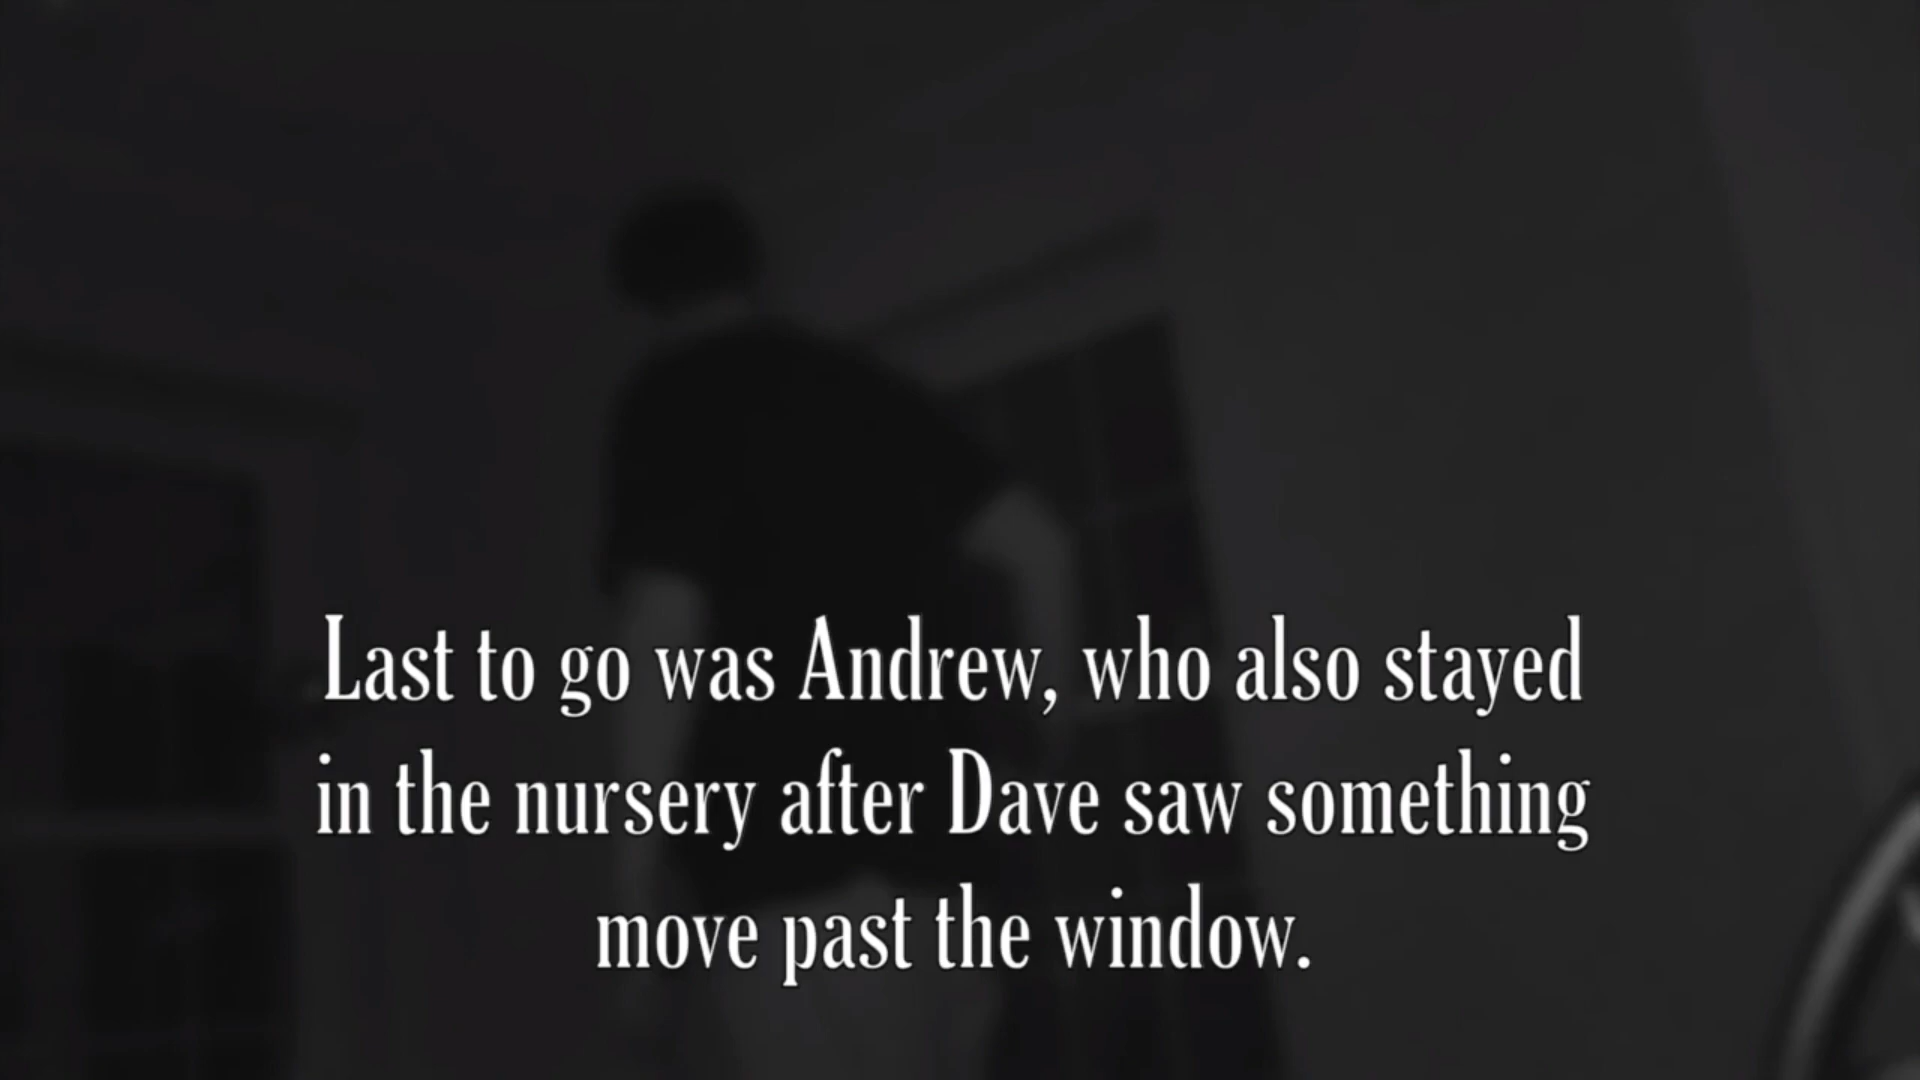 Last to go was Andrew, who also stayed
in the nursery after Dave saw something
move past the window.